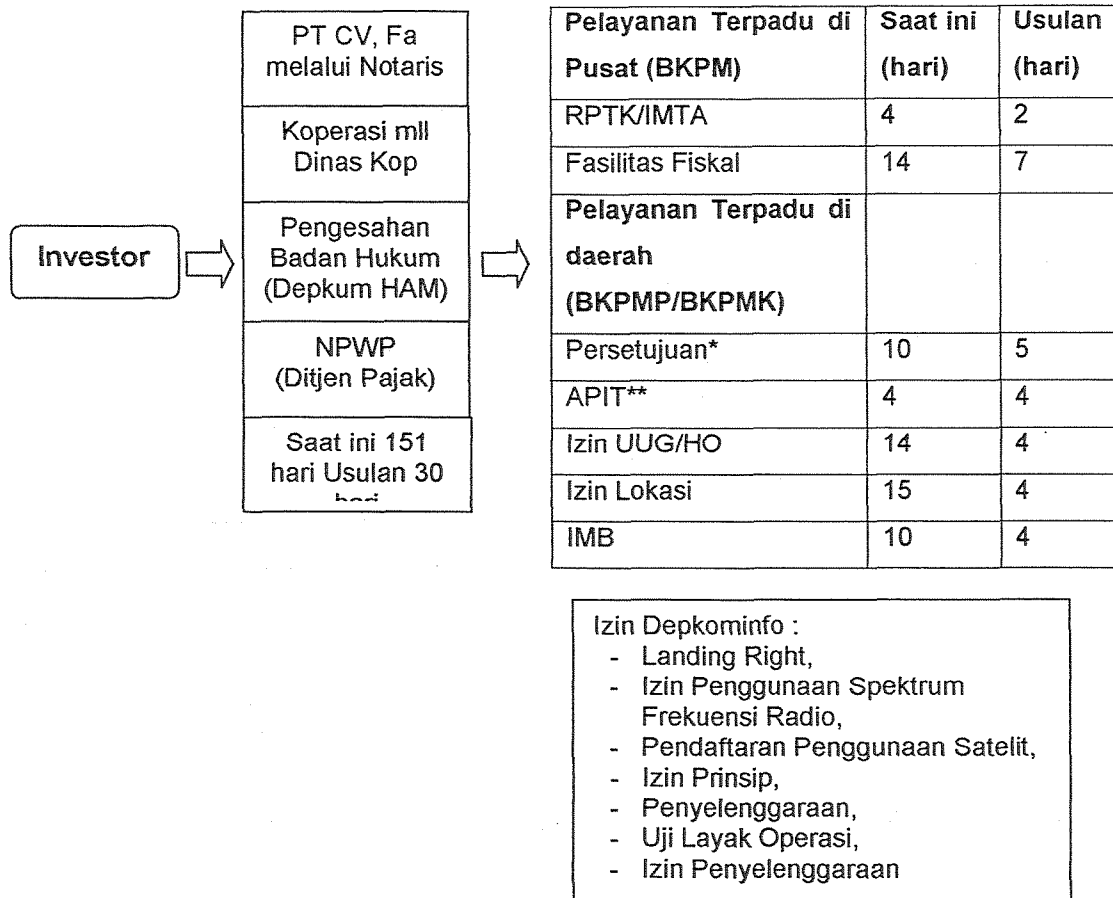 Investor
PT CV, Fa
melalui Notaris
Koperasi mll
Dinas Kop
Pengesahan
Badan Hukum
(Depkum HAM)
NPWP
(Ditjen Pajak)
Saat ini 151
hari Usulan 30
hari
Pelayanan Terpadu di Pusat (BKPM) Saat ini (hari) Usulan (hari)
RPTK/IMTA 4 2
Fasilitas Fiskal 14 7
Pelayanan Terpadu di
daerah
(BKPMP/BKPMK)
Persetujuan* 10 5
APIT** 4 4
Izin UUG/HO 14 4
Izin Lokasi 15 4
IMB 10 4
Izin Depkominfo :
- Landing Right,
- Izin Penggunaan Spektrum
Frekuensi Radio,
- Pendaftaran Penggunaan Satelit,
- Izin Prinsip,
- Penyelenggaraan,
- Uji Layak Operasi,
- Izin Penyelenggaraan